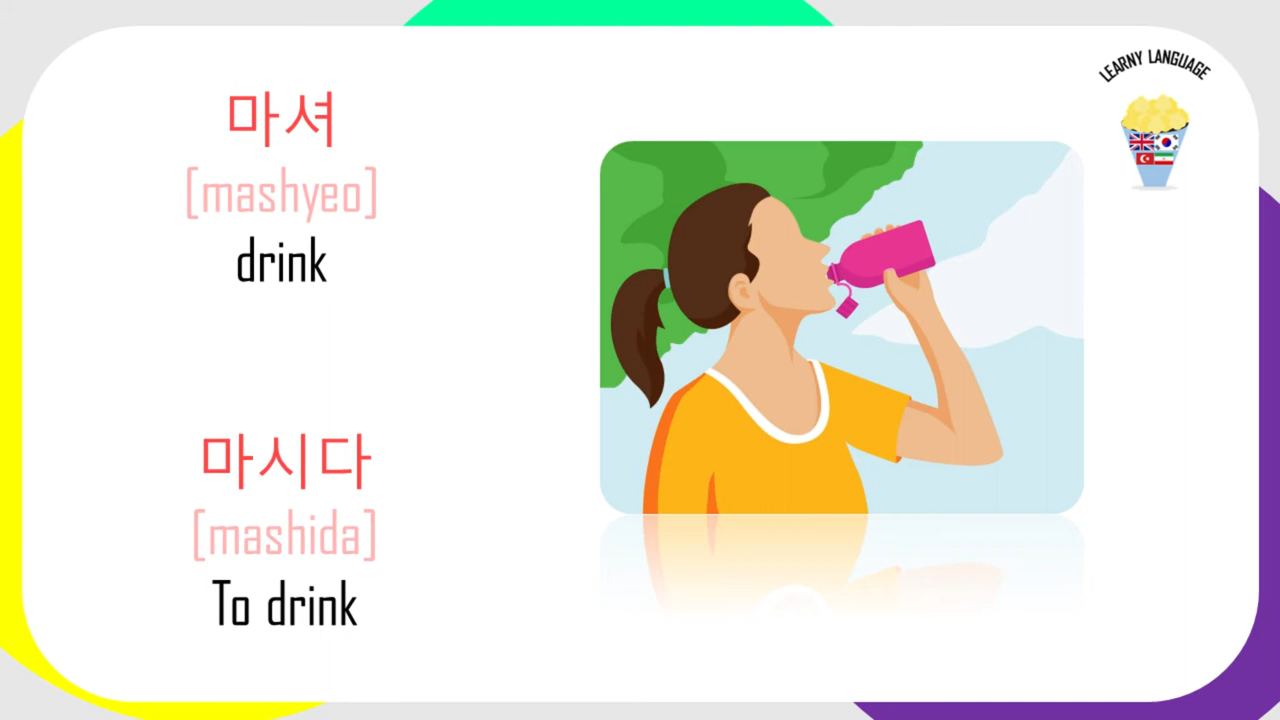 마셔
[mashyeo]
drink
마시다
[mashida]
To drink
LEARNY LANGUAGE